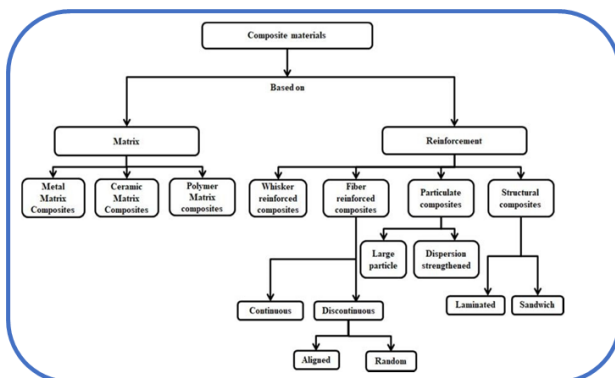 Composite materials
Based on
Matrix
Reinforcement
Metal
Matrix
Composites
Ceramic
Matrix
Composites
Polymer
Matrix composites
Whisker
reinforced
composites
Fiber
reinforced
composites
Particulate
composites
Structural
composites
Large
particle
Dispersion
strengthened
Continuous
Discontinuous
Laminated
Sandwich
Aligned
Random